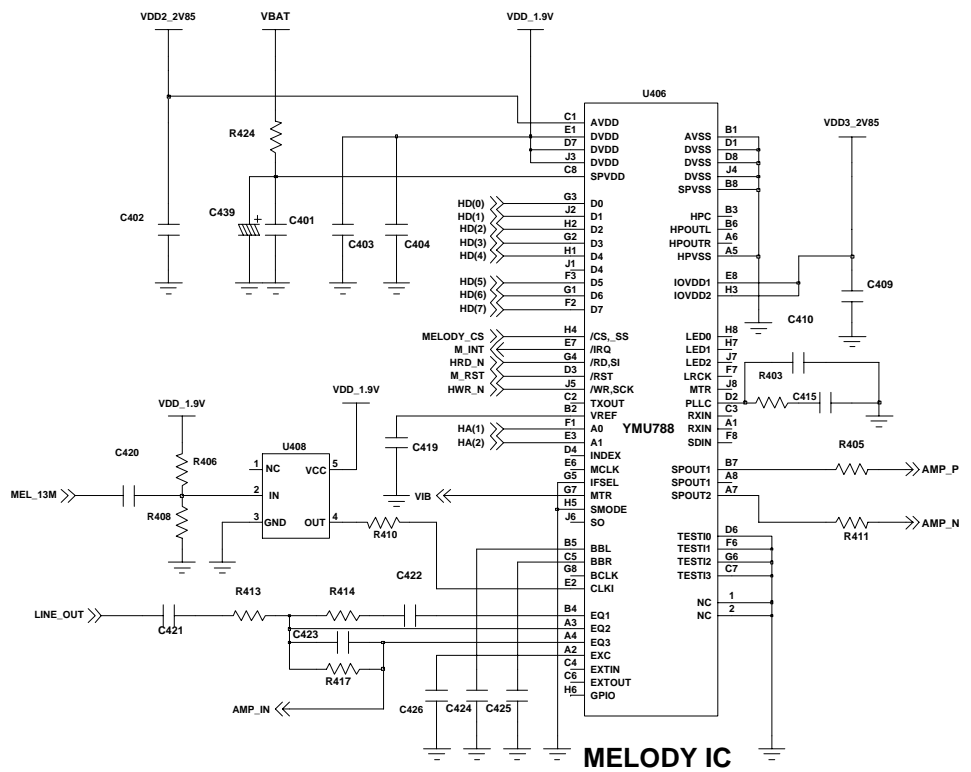 VDD2_2V85
VBAT
VDD_1.9V
U406
C1 AVDD
E1 DVDD
D7 DVDD
J3 DVDD
C8 SPVDD
B1 AVSS
D1 DVSS
D8 DVSS
J4 DVSS
B8 SPVSS
VDD3_2V85
R424
C402
C439
+
C401
C403
C404
HD(0) G3 D0
HD(1) J2 D1
HD(2) H2 D2
HD(3) G2 D3
HD(4) H1 D4
J1 D4
HD(5) F3 D5
HD(6) G1 D6
HD(7) F2 D7
B3 HPC
B6 HPOUTL
A6 HPOUTR
A5 HPVSS
E8 IOVDD1
H3 IOVDD2
C409
C410
MELODY_CS H4 /CS,_SS
M_INT E7 /IRQ
HRD_N G4 /RD,SI
M_RST D3 /RST
HWR_N J5 /WR,SCK
C2 TXOUT
B2 VREF
HA(1) F1 A0
HA(2) E3 A1
D4 INDEX
E6 MCLK
G5 IFSEL
VIB G7 MTR
H5 SMODE
J6 SO
H8 LED0
H7 LED1
J7 LED2
F7 LRCK
J8 MTR
D2 PLLC
C3 RXIN
A1 RXIN
F8 SDIN
YMU788
R403
C415
C419
B7 SPOUT1
A8 SPOUT1
A7 SPOUT2
R405
AMP_P
R411
AMP_N
VDD_1.9V
VDD_1.9V
C420
R406
R408
MEL_13M
U408
1 NC
2 IN
3 GND
VCC 5
OUT 4
R410
B5 BBL
C5 BBR
G8 BCLK
E2 CLKI
D6 TESTI0
F6 TESTI1
G6 TESTI2
C7 TESTI3
1 NC
2 NC
LINE_OUT
C421
R413
R414
C422
C423
R417
AMP_IN
B4 EQ1
A3 EQ2
A4 EQ3
A2 EXC
C4 EXTIN
C6 EXTOUT
H6 GPIO
C426
C424
C425
MELODY IC